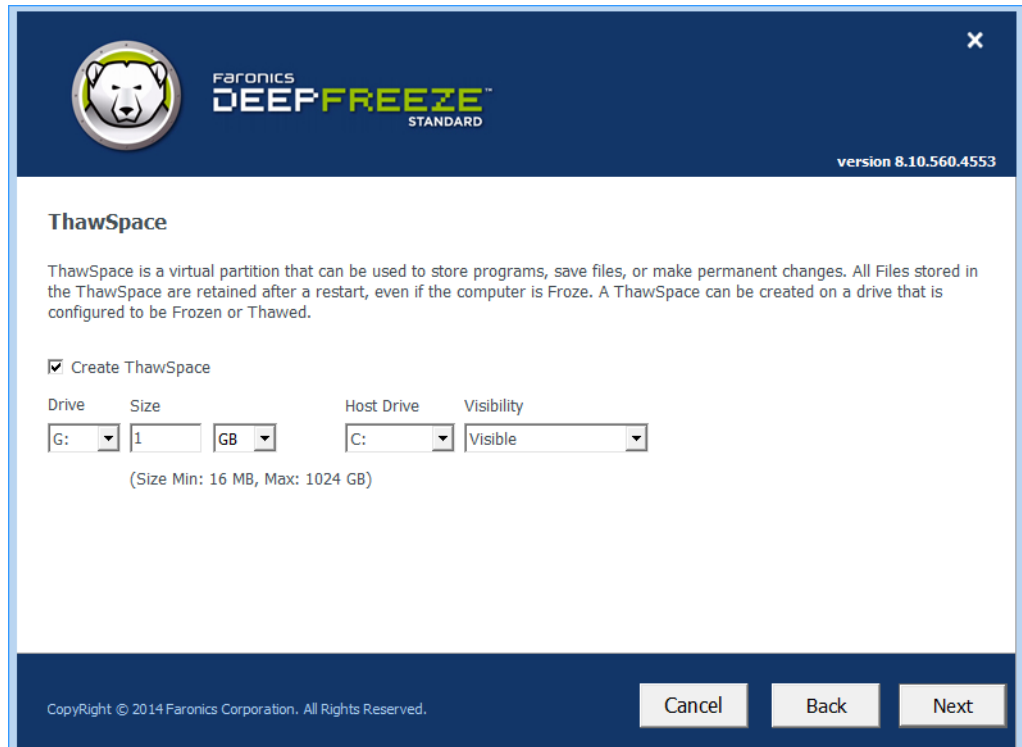 Faronics
DEEPFREEZE™
STANDARD
version 8.10.560.4553
ThawSpace
ThawSpace is a virtual partition that can be used to store programs, save files, or make permanent changes. All Files stored in
the ThawSpace are retained after a restart, even if the computer is Froze. A ThawSpace can be created on a drive that is
configured to be Frozen or Thawed.
Create ThawSpace
Drive Size Host Drive Visibility
G: 1 GB C: Visible
(Size Min: 16 MB, Max: 1024 GB)
CopyRight © 2014 Faronics Corporation. All Rights Reserved.
Cancel Back Next